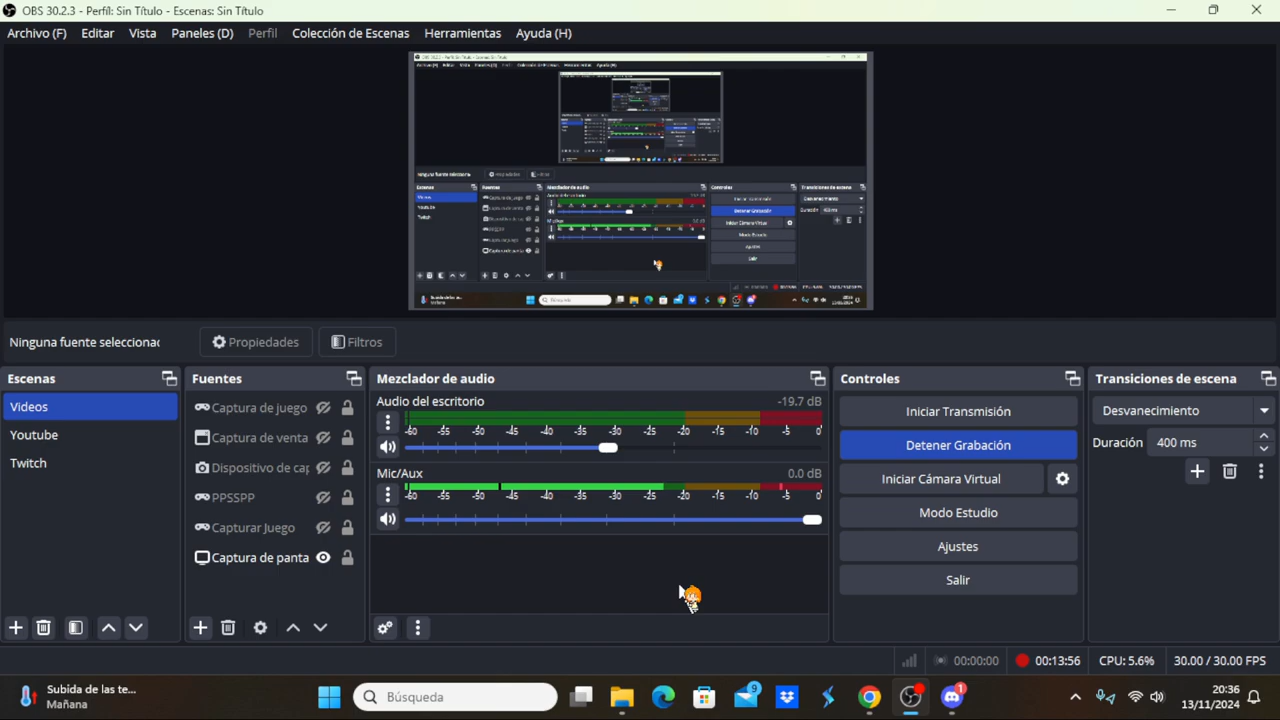 OBS 30.2.3 - Perfil: Sin Título - Escenas: Sin Título
Archivo (F) Editar Vista Paneles (D) Perfil Colección de Escenas Herramientas Ayuda (H)
Ninguna fuente seleccionad Propiedades Filtros
Escenas
Videos
Youtube
Twitch
Fuentes
Captura de juego
Captura de venta
Dispositivo de cap
PPSSPP
Capturar Juego
Captura de panta
Mezclador de audio
Audio del escritorio -19.7 dB
-60 -55 -50 -45 -40 -35 -30 -25 -20 -15 -10 -5 0
Mic/Aux 0.0 dB
-60 -55 -50 -45 -40 -35 -30 -25 -20 -15 -10 -5 0
Controles
Iniciar Transmisión
Detener Grabación
Iniciar Cámara Virtual
Modo Estudio
Ajustes
Salir
Transiciones de escena
Desvanecimiento
Duración 400 ms
00:00:00 00:13:56 CPU: 5.6% 30.00 / 30.00 FPS
Subida de las te...
Mañana
Búsqueda
9
1
20:36
13/11/2024